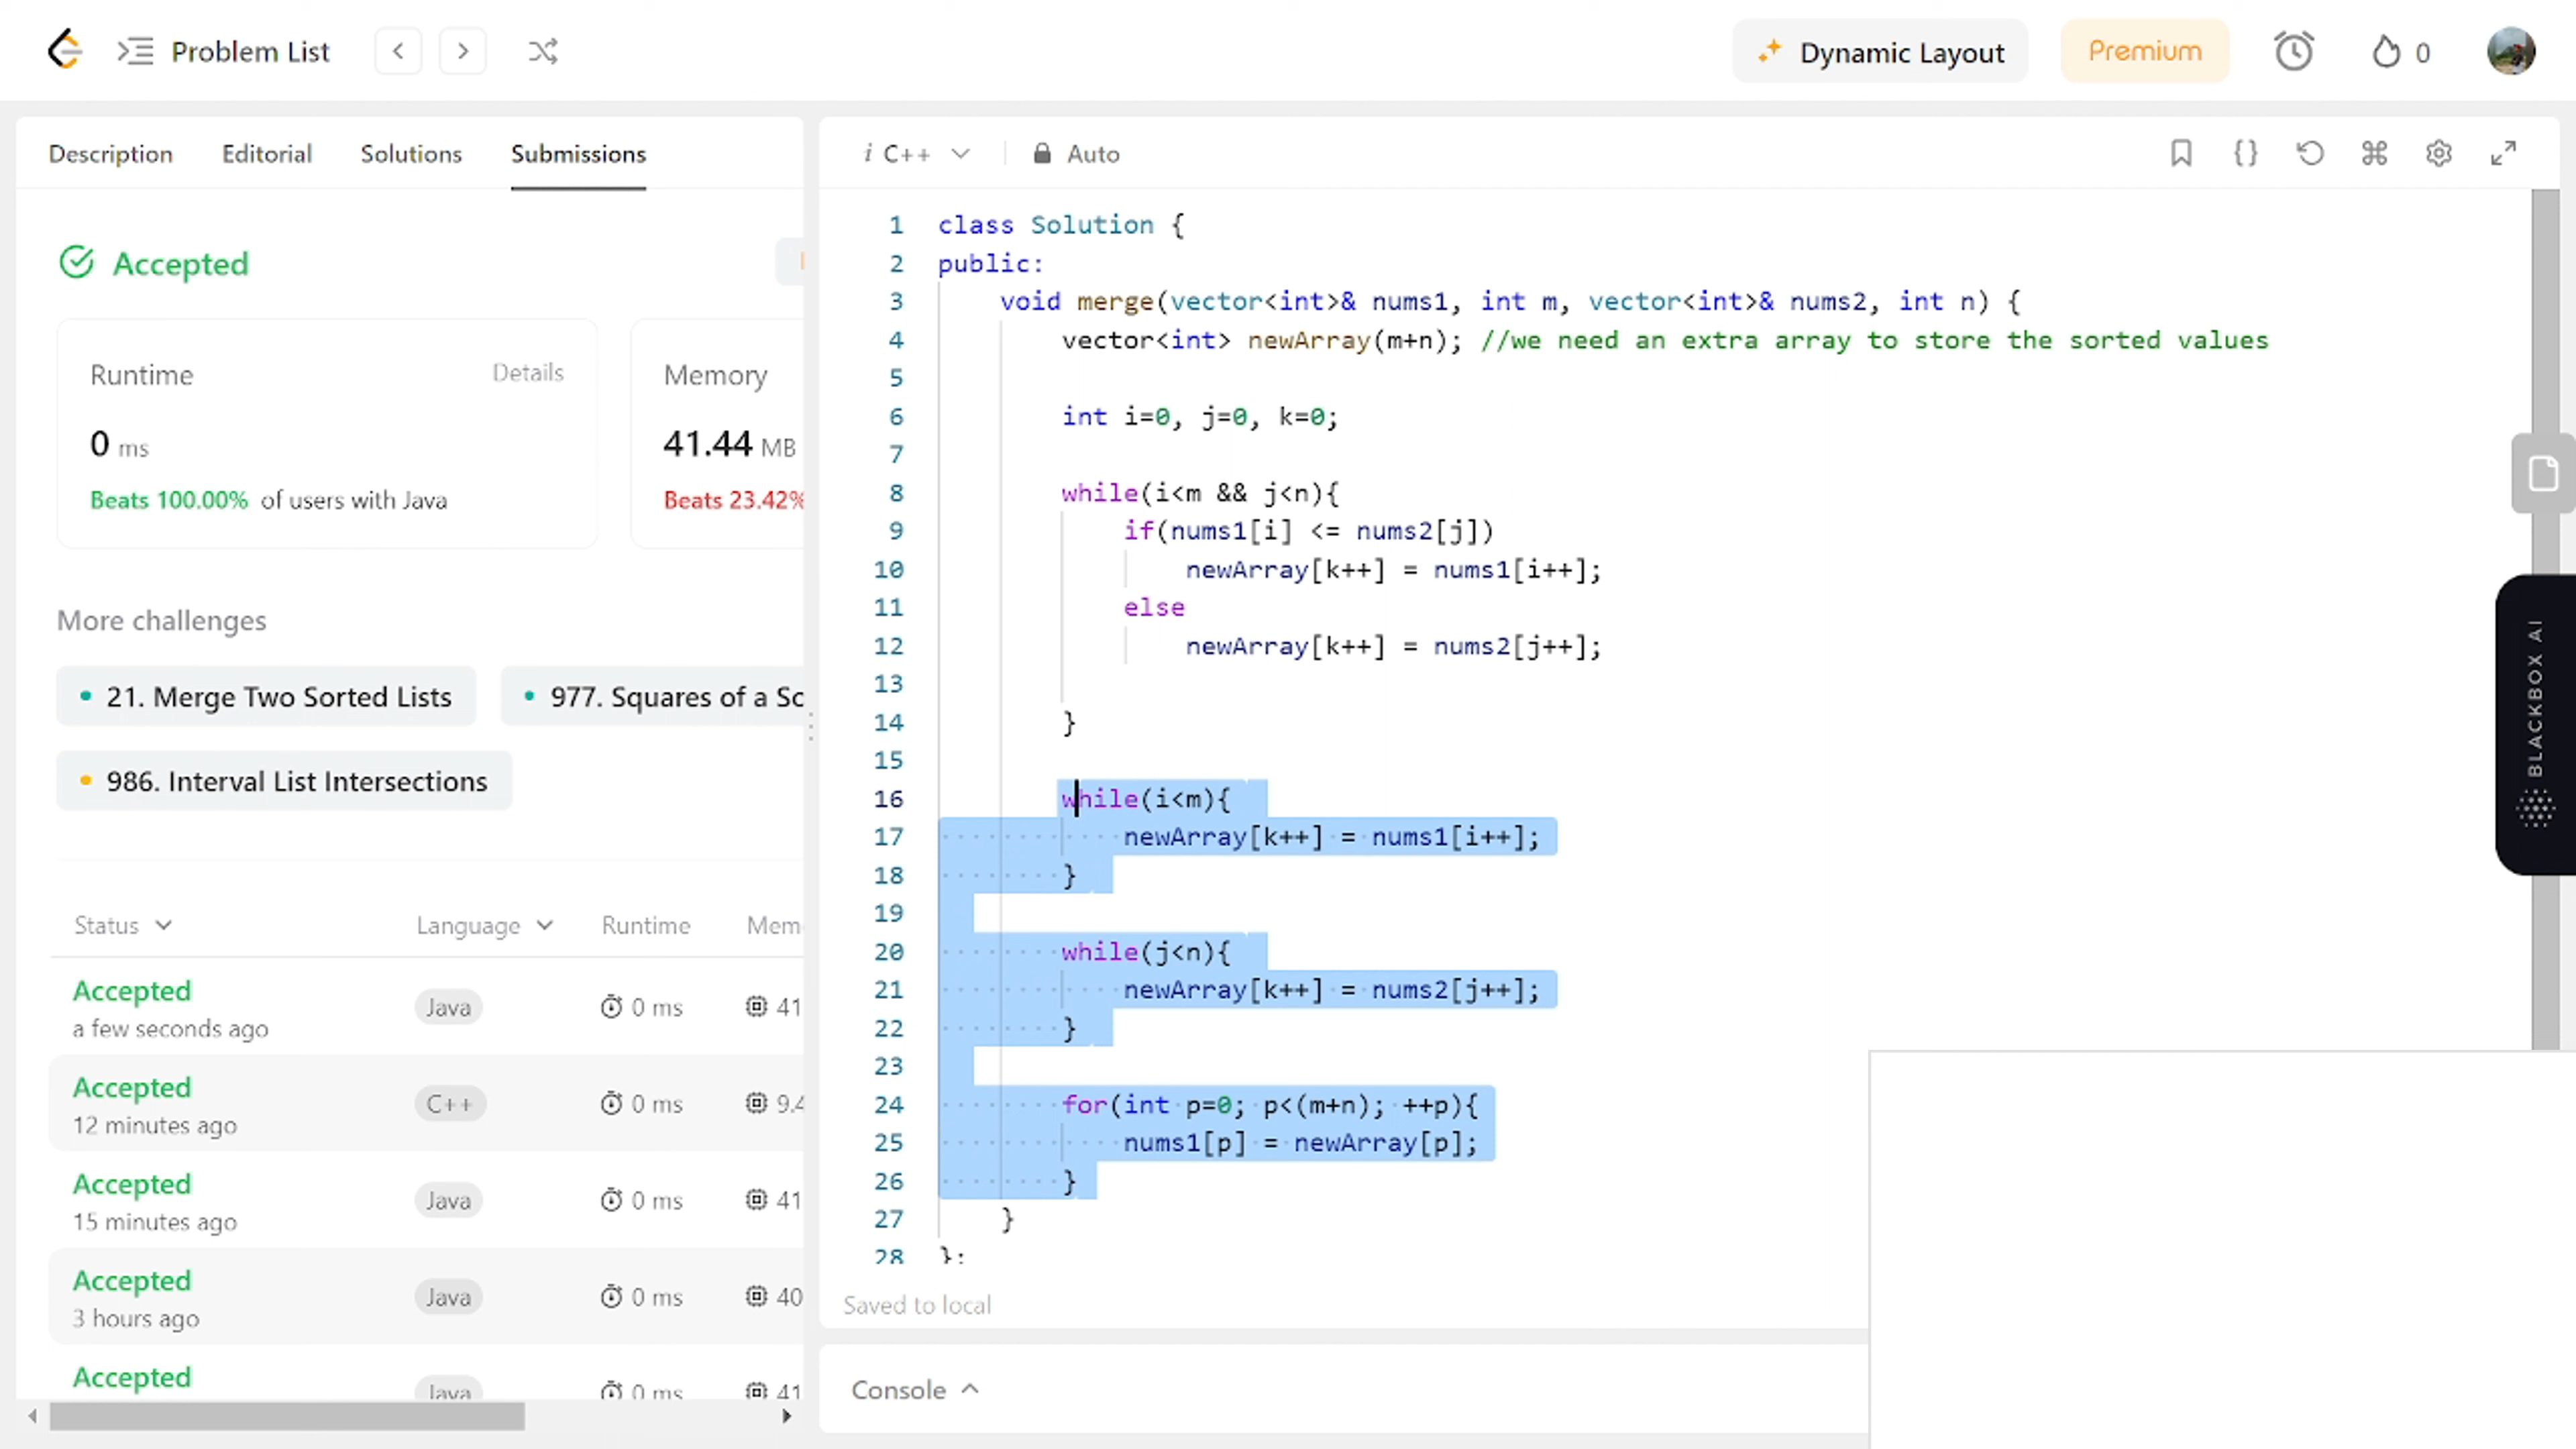 Problem List
Dynamic Layout
Premium
0
Description Editorial Solutions Submissions
Accepted
Runtime Details
0 ms
Beats 100.00% of users with Java
Memory
41.44 MB
Beats 23.42%
More challenges
21. Merge Two Sorted Lists
977. Squares of a So
986. Interval List Intersections
Status Language Runtime Mem
Accepted Java 0 ms 41
a few seconds ago
Accepted C++ 0 ms 9.4
12 minutes ago
Accepted Java 0 ms 41
15 minutes ago
Accepted Java 0 ms 40
3 hours ago
Accepted Java 0 ms 41
i C++ Auto
1 class Solution {
2 public:
3 void merge(vector<int>& nums1, int m, vector<int>& nums2, int n) {
4 vector<int> newArray(m+n); //we need an extra array to store the sorted values
5
6 int i=0, j=0, k=0;
7
8 while(i<m && j<n){
9 if(nums1[i] <= nums2[j])
10 newArray[k++] = nums1[i++];
11 else
12 newArray[k++] = nums2[j++];
13
14 }
15
16 while(i<m){
17 newArray[k++] = nums1[i++];
18 }
19
20 while(j<n){
21 newArray[k++] = nums2[j++];
22 }
23
24 for(int p=0; p<(m+n); ++p){
25 nums1[p] = newArray[p];
26 }
27 }
28 };
Saved to local
Console
BLACKBOX AI